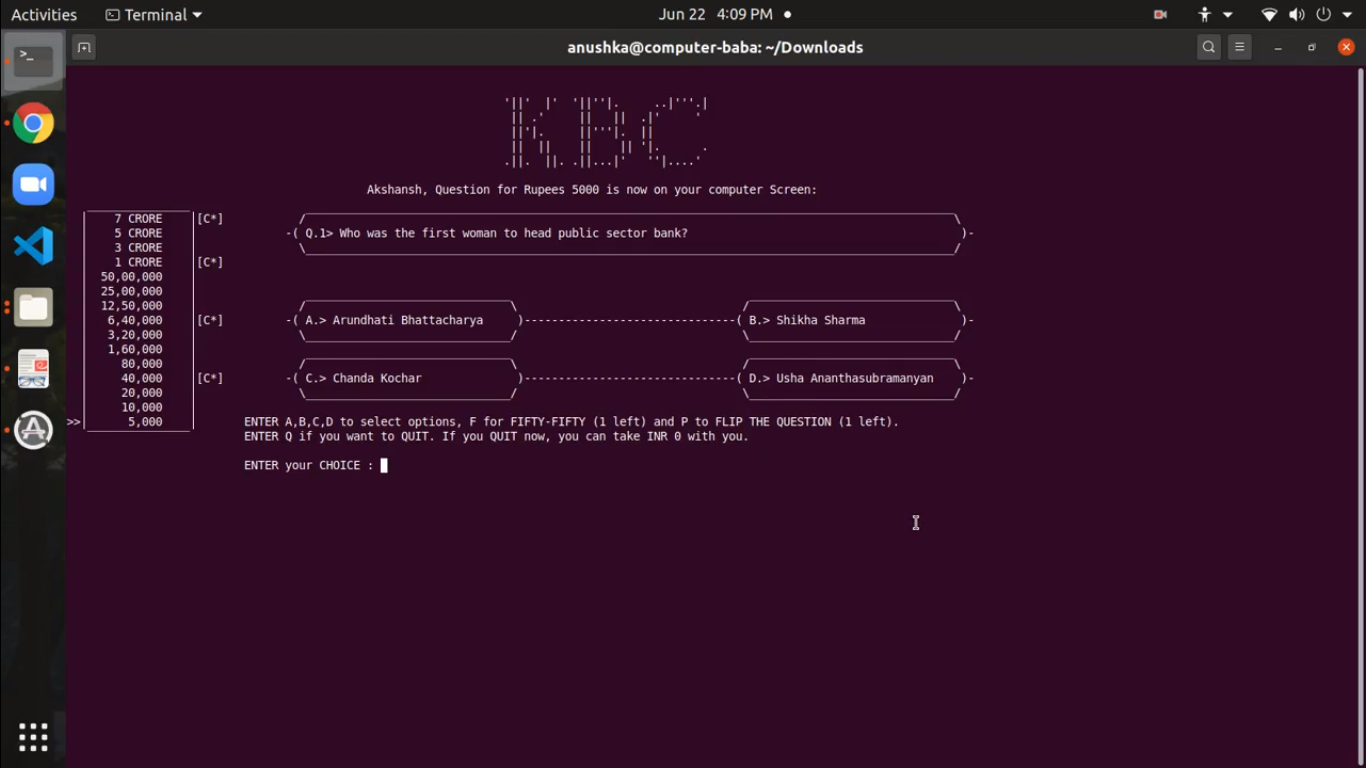 Activities Terminal Jun 22 4:09 PM
anushka@computer-baba: ~/Downloads
KBC
Akshansh, Question for Rupees 5000 is now on your computer Screen:
7 CRORE [C*]
5 CRORE
3 CRORE
1 CRORE [C*]
50,00,000
25,00,000
12,50,000
6,40,000 [C*]
3,20,000
1,60,000
80,000
40,000 [C*]
20,000
10,000
>> 5,000
-( Q.1> Who was the first woman to head public sector bank? )-
-( A.> Arundhati Bhattacharya )-------------------------------( B.> Shikha Sharma )-
-( C.> Chanda Kochar )-------------------------------( D.> Usha Ananthasubramanyan )-
ENTER A,B,C,D to select options, F for FIFTY-FIFTY (1 left) and P to FLIP THE QUESTION (1 left).
ENTER Q if you want to QUIT. If you QUIT now, you can take INR 0 with you.
ENTER your CHOICE :